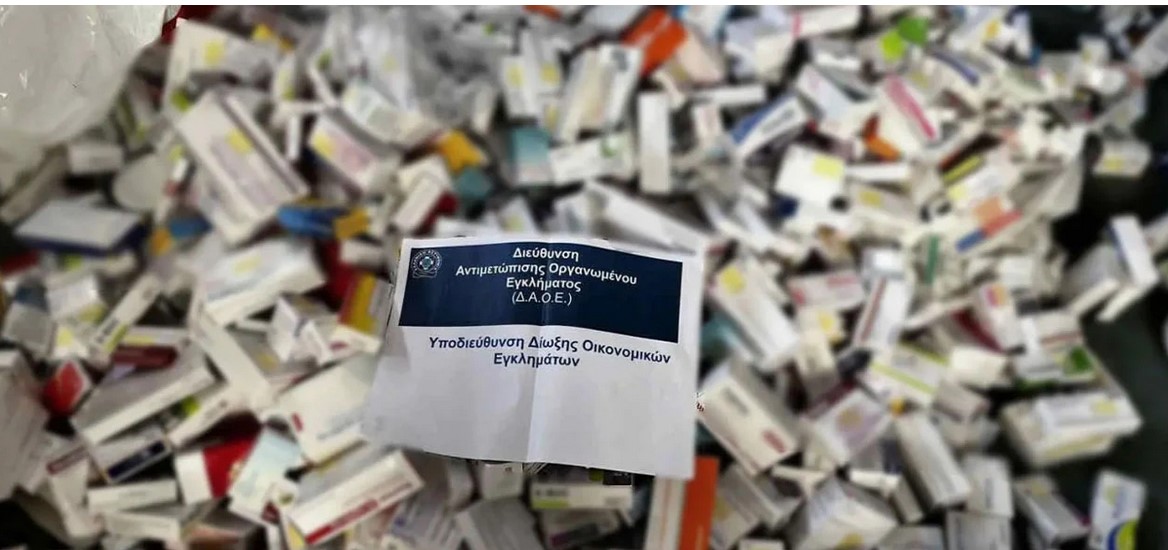 Διεύθυνση
Αντιμετώπισης Οργανωμένου
Εγκλήματος
(Δ.Α.Ο.Ε.)
Υποδιεύθυνση Δίωξης Οικονομικών
Εγκλημάτων